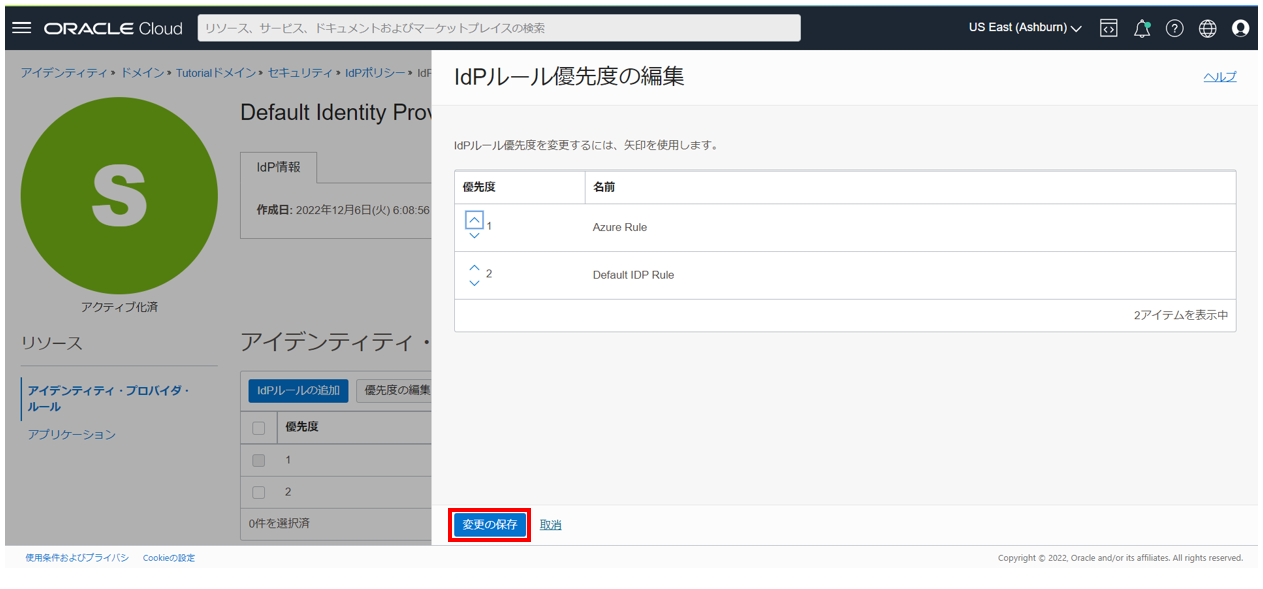 ORACLE Cloud
リソース、サービス、ドキュメントおよびマーケットプレイスの検索
US East (Ashburn)
アイデンティティ » ドメイン » Tutorialドメイン » セキュリティ » IdPポリシー » IdP
S
アクティブ化済
Default Identity Prov
IdP情報
作成日: 2022年12月6日(火) 6:08:56
リソース
アイデンティティ・プロバイダ・
ルール
アプリケーション
アイデンティティ・
IdPルールの追加
優先度の編集
優先度
1
2
0件を選択済
IdPルール優先度の編集
ヘルプ
IdPルール優先度を変更するには、矢印を使用します。
優先度 名前
1 Azure Rule
2 Default IDP Rule
2アイテムを表示中
変更の保存 取消
使用条件およびプライバシ Cookieの設定
Copyright © 2022, Oracle and/or its affiliates. All rights reserved.